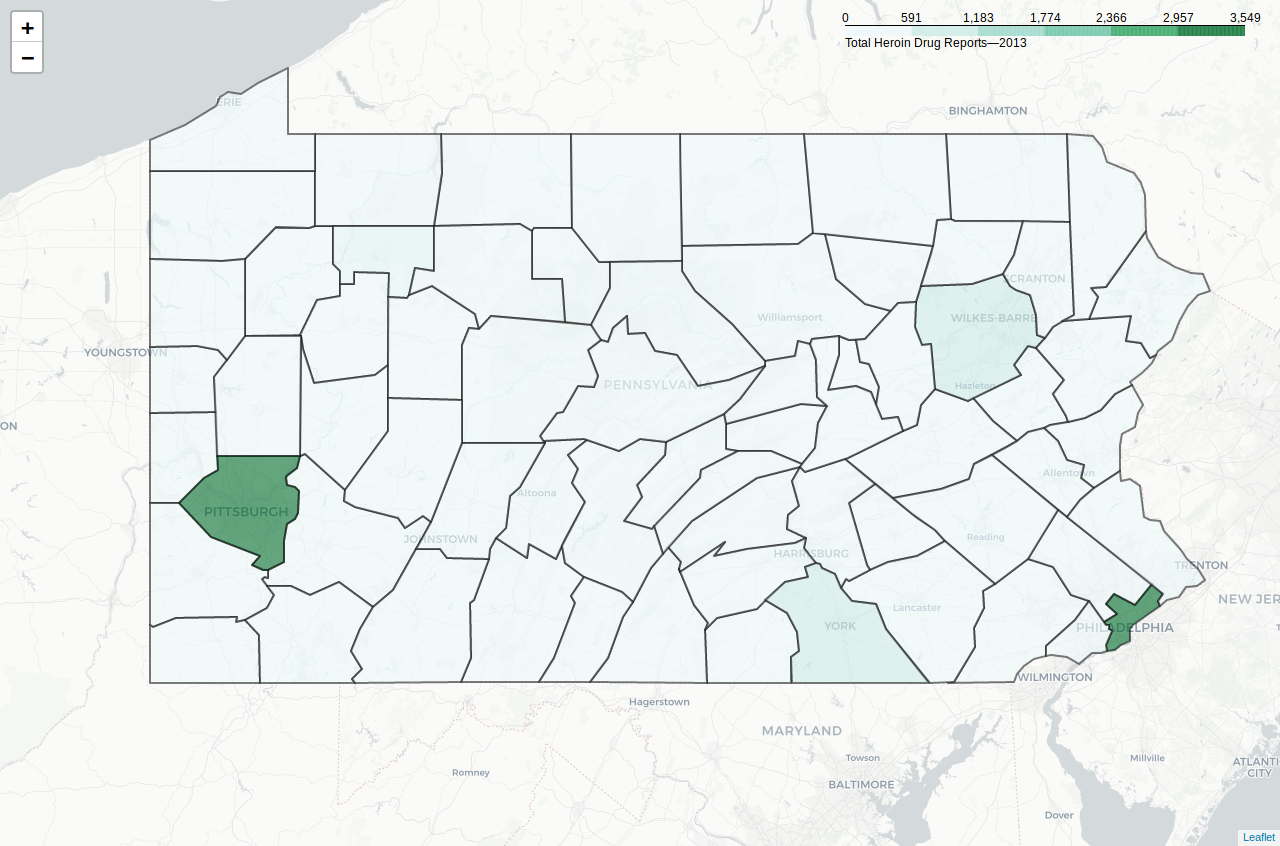 +
−
0 591 1,183 1,774 2,366 2,957 3,549
Total Heroin Drug Reports—2013
ERIE
BINGHAMTON
SCRANTON
Williamsport
WILKES-BARRE
YOUNGSTOWN
PENNSYLVANIA
Hazleton
ON
Allentown
Altoona
PITTSBURGH
JOHNSTOWN
Reading
HARRISBURG
TRENTON
NEW JER
Lancaster
YORK
PHILADELPHIA
T
WILMINGTON
Hagerstown
MARYLAND
Towson
Millville
ATLANTI
CITY
Romney
BALTIMORE
Dover
Leaflet